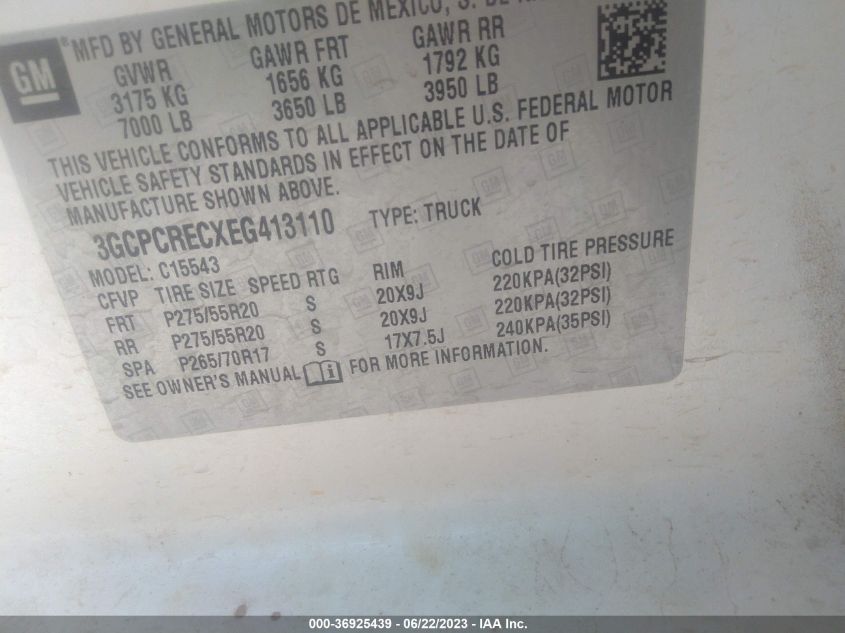 GM
® MFD BY GENERAL MOTORS DE MEXICO, S. DE
GVWR GAWR FRT GAWR RR
3175 KG 1656 KG 1792 KG
7000 LB 3650 LB 3950 LB
THIS VEHICLE CONFORMS TO ALL APPLICABLE U.S. FEDERAL MOTOR
VEHICLE SAFETY STANDARDS IN EFFECT ON THE DATE OF
MANUFACTURE SHOWN ABOVE.
3GCPCRECXEG413110 TYPE: TRUCK
MODEL: C15543
CFVP TIRE SIZE SPEED RTG RIM COLD TIRE PRESSURE
FRT P275/55R20 S 20X9J 220KPA(32PSI)
RR P275/55R20 S 20X9J 220KPA(32PSI)
SPA P265/70R17 S 17X7.5J 240KPA(35PSI)
SEE OWNER'S MANUAL FOR MORE INFORMATION.
000-36925439 - 06/22/2023 - IAA Inc.